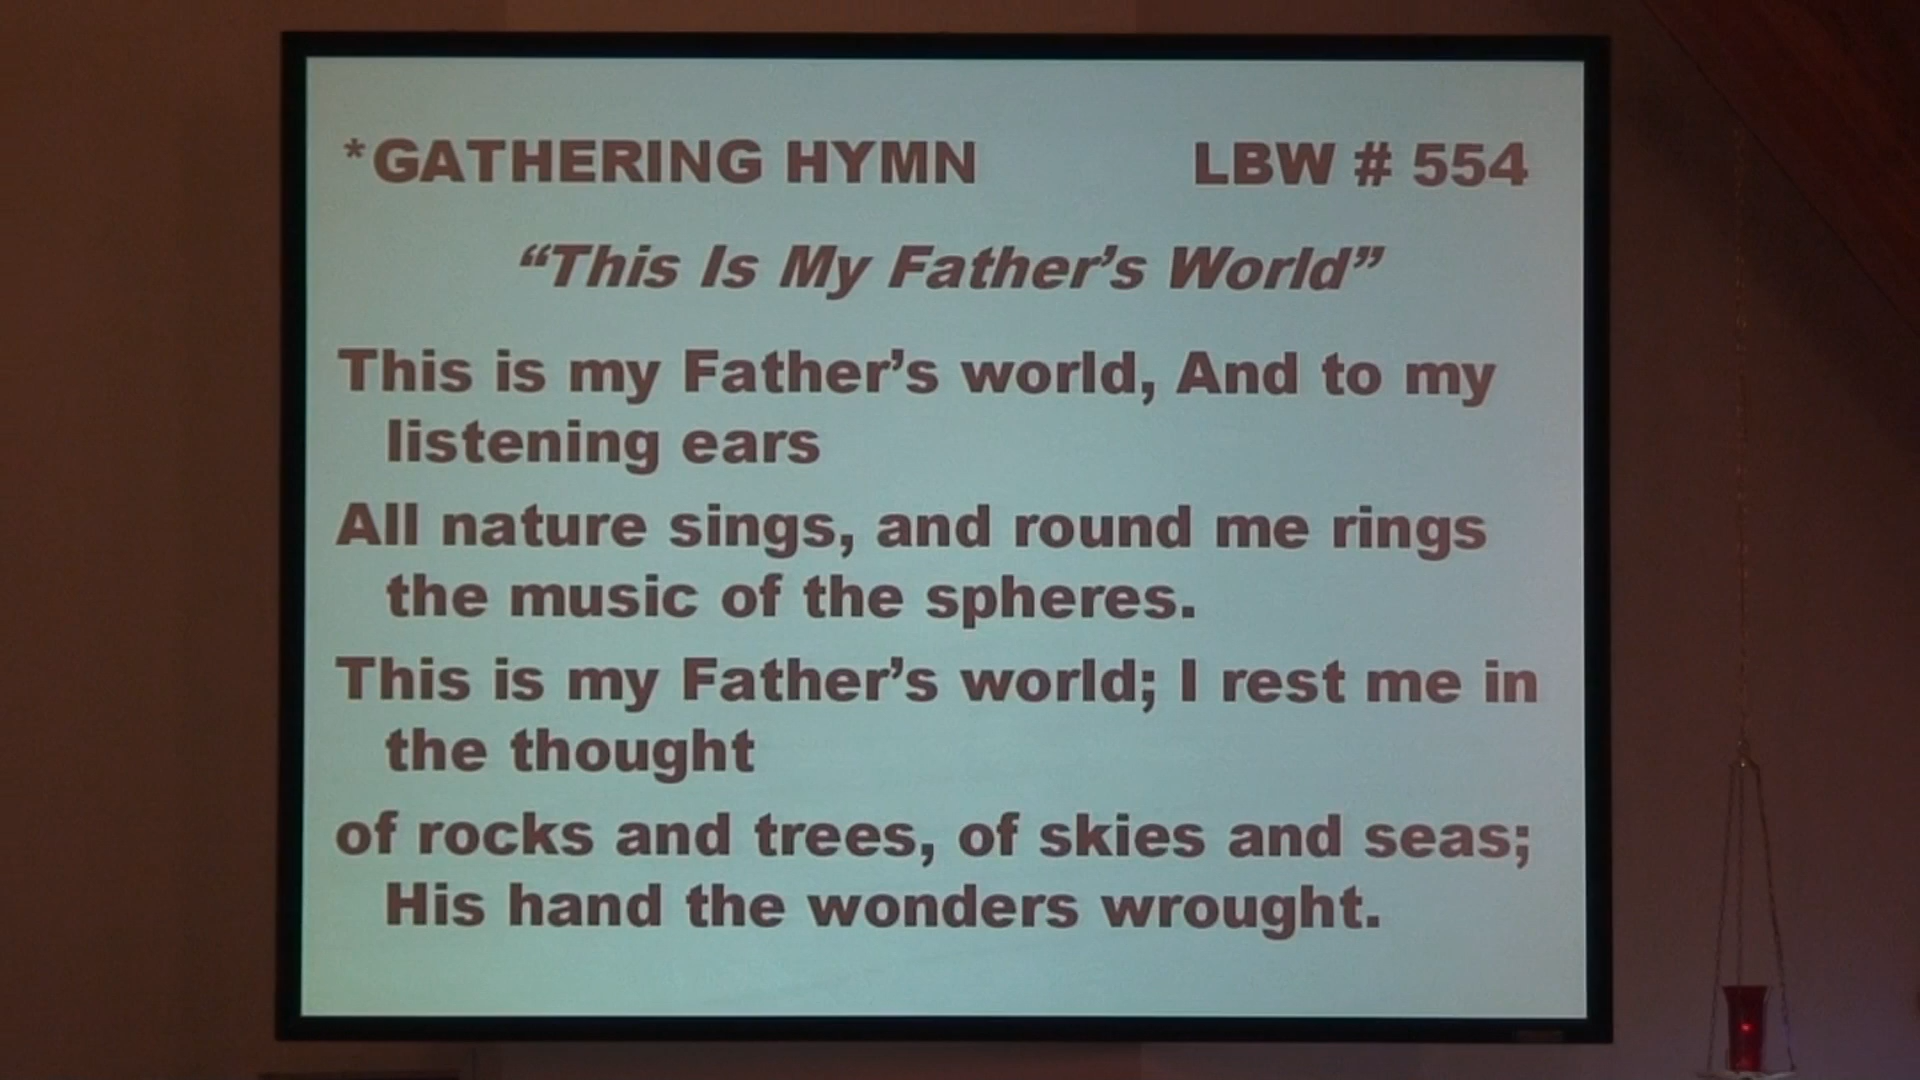 *GATHERING HYMN LBW # 554
“This Is My Father’s World”
This is my Father’s world, And to my
listening ears
All nature sings, and round me rings
the music of the spheres.
This is my Father’s world; I rest me in
the thought
of rocks and trees, of skies and seas;
His hand the wonders wrought.